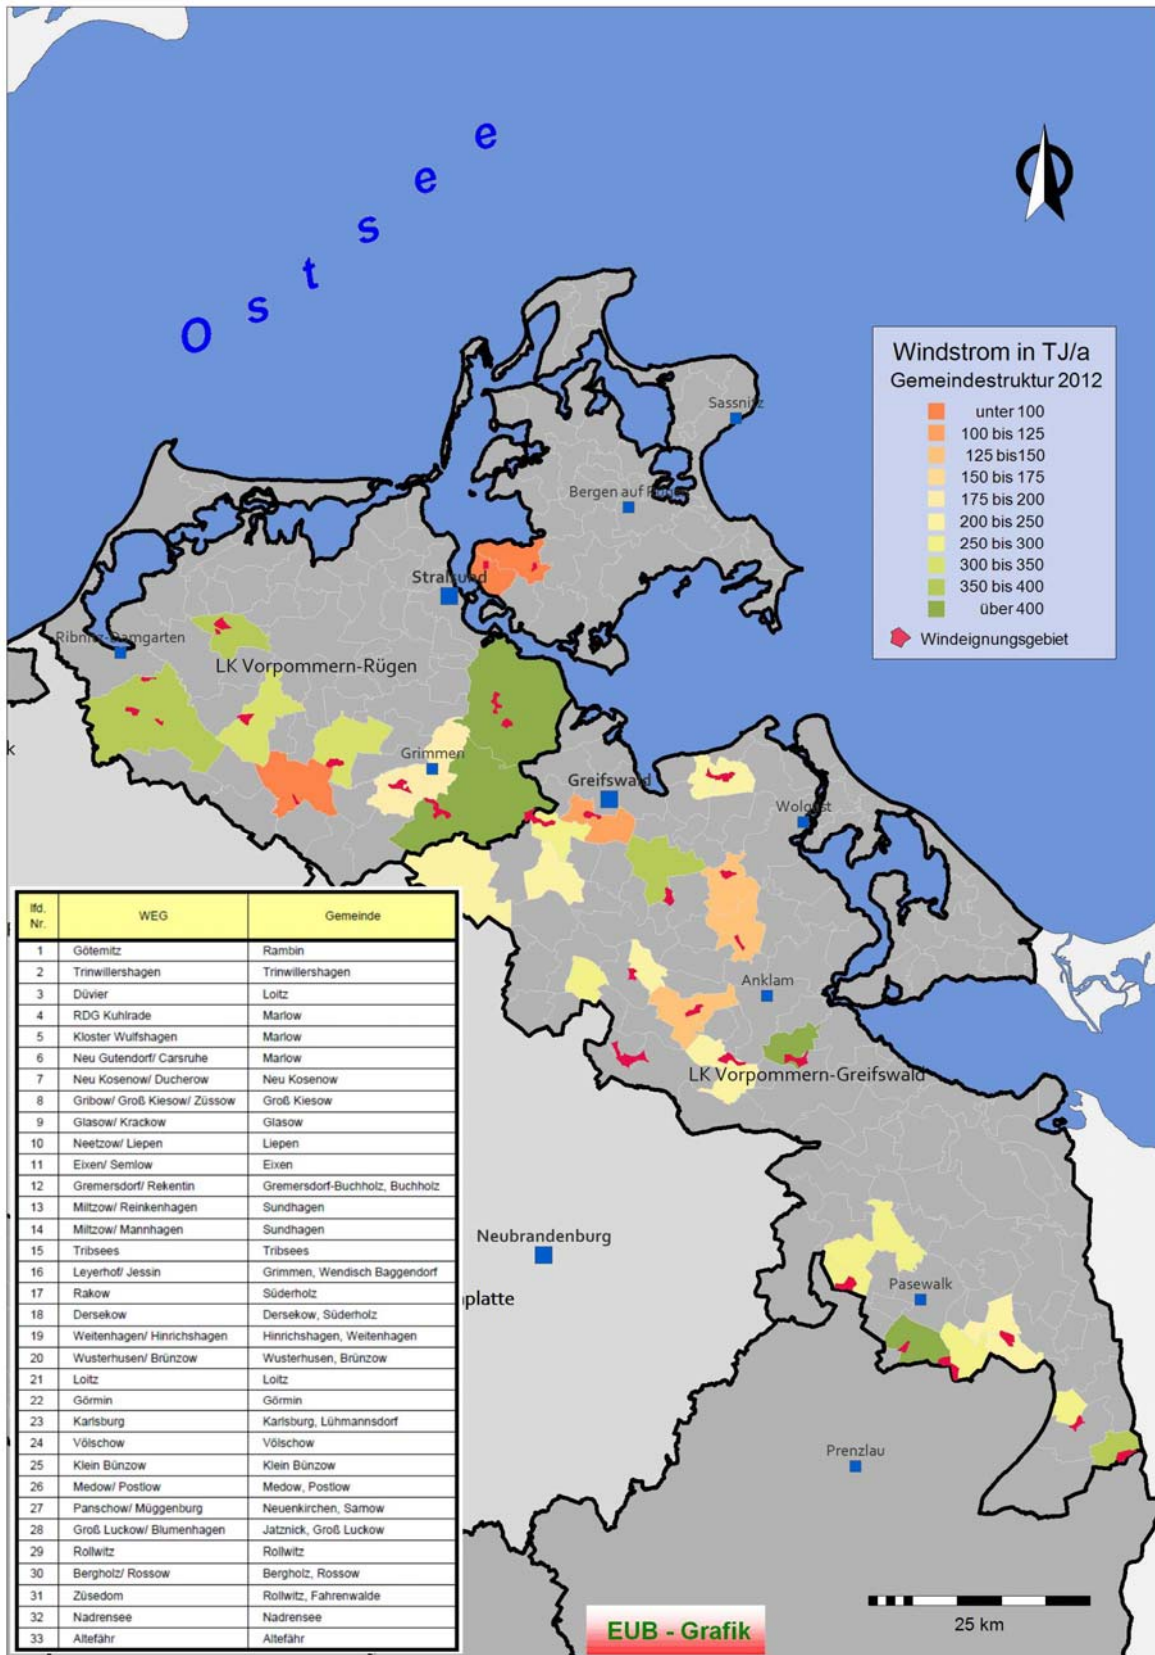 Ostsee
Windstrom in TJ/a
Gemeindestruktur 2012
unter 100
100 bis 125
125 bis150
150 bis 175
175 bis 200
200 bis 250
250 bis 300
300 bis 350
350 bis 400
über 400
Windeignungsgebiet
Sassnitz
Bergen auf Rügen
Stralsund
Ribnitz-Damgarten
LK Vorpommern-Rügen
Grimmen
Greifswald
Wolgast
k
Anklam
LK Vorpommern-Greifswald
Neubrandenburg
nplatte
Pasewalk
Prenzlau
lfd. Nr. WEG Gemeinde
1 Götemitz Rambin
2 Trinwillershagen Trinwillershagen
3 Düvier Loitz
4 RDG Kuhlrade Marlow
5 Kloster Wulfshagen Marlow
6 Neu Gutendorf/ Carsruhe Marlow
7 Neu Kosenow/ Ducherow Neu Kosenow
8 Gribow/ Groß Kiesow/ Züssow Groß Kiesow
9 Glasow/ Krackow Glasow
10 Neetzow/ Liepen Liepen
11 Eixen/ Semlow Eixen
12 Gremersdorf/ Rekentin Gremersdorf-Buchholz, Buchholz
13 Miltzow/ Reinkenhagen Sundhagen
14 Miltzow/ Mannhagen Sundhagen
15 Tribsees Tribsees
16 Leyerhof/ Jessin Grimmen, Wendisch Baggendorf
17 Rakow Süderholz
18 Dersekow Dersekow, Süderholz
19 Weitenhagen/ Hinrichshagen Hinrichshagen, Weitenhagen
20 Wusterhusen/ Brünzow Wusterhusen, Brünzow
21 Loitz Loitz
22 Görmin Görmin
23 Karlsburg Karlsburg, Lühmannsdorf
24 Völschow Völschow
25 Klein Bünzow Klein Bünzow
26 Medow/ Postlow Medow, Postlow
27 Panschow/ Müggenburg Neuenkirchen, Sarnow
28 Groß Luckow/ Blumenhagen Jatznick, Groß Luckow
29 Rollwitz Rollwitz
30 Bergholz/ Rossow Bergholz, Rossow
31 Züsedom Rollwitz, Fahrenwalde
32 Nadrensee Nadrensee
33 Altefähr Altefähr
25 km
EUB - Grafik